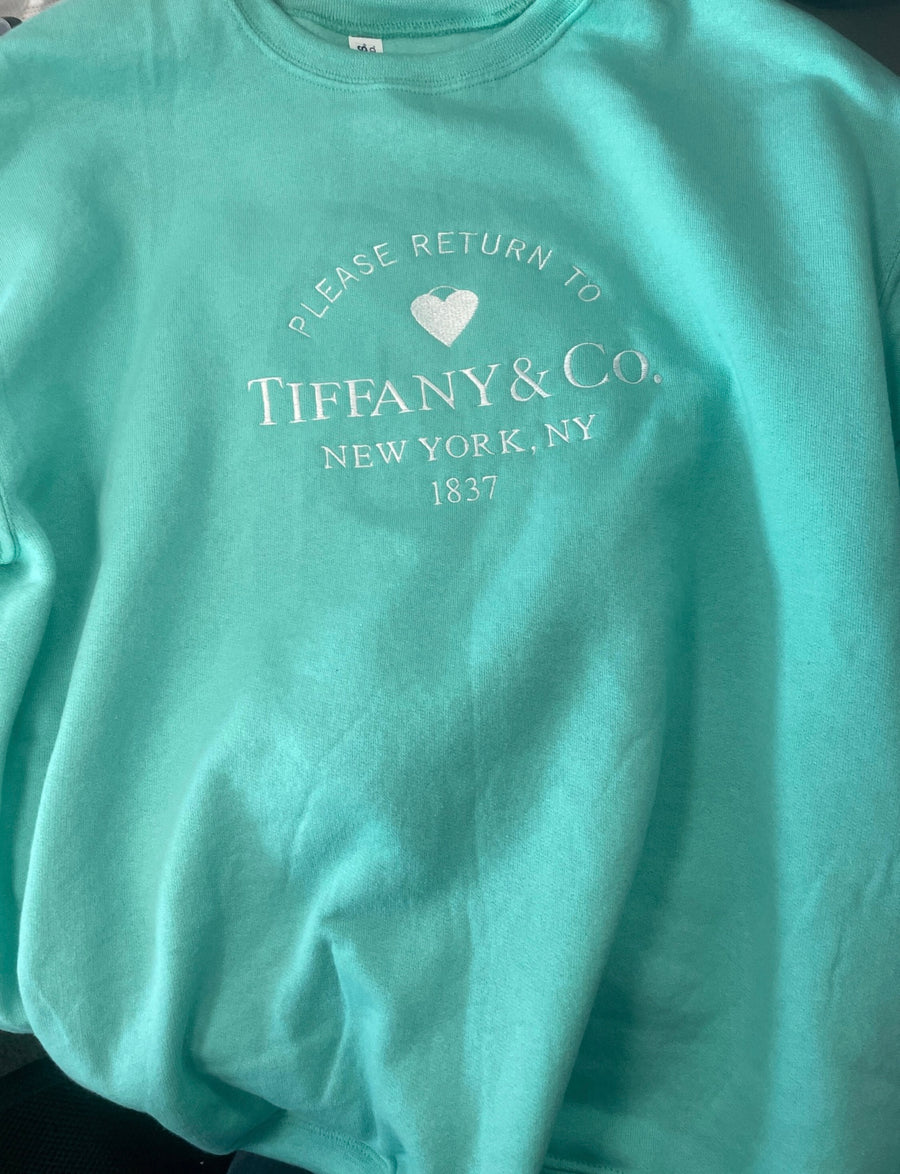 PLEASE RETURN TO
TIFFANY & CO.
NEW YORK, NY
1837